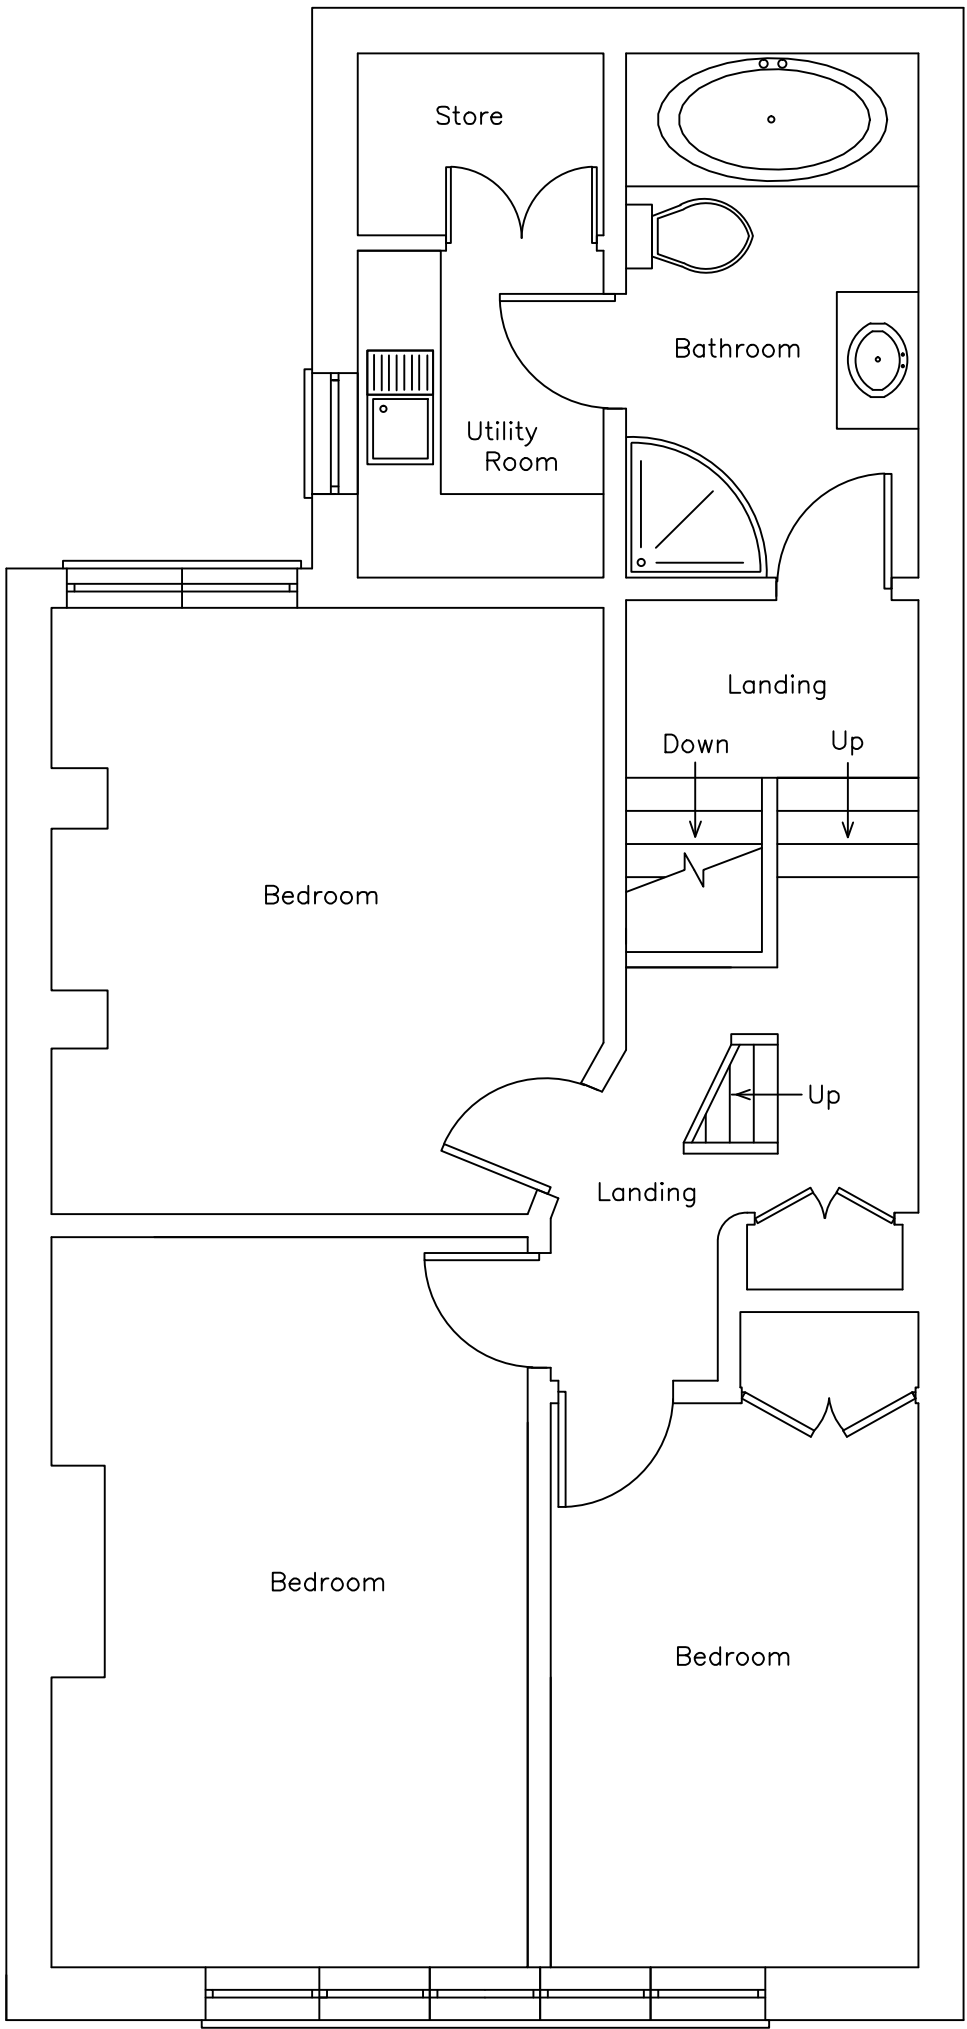 Store
Bathroom
Utility
Room
Landing
Down
Up
Bedroom
Up
Landing
Bedroom
Bedroom